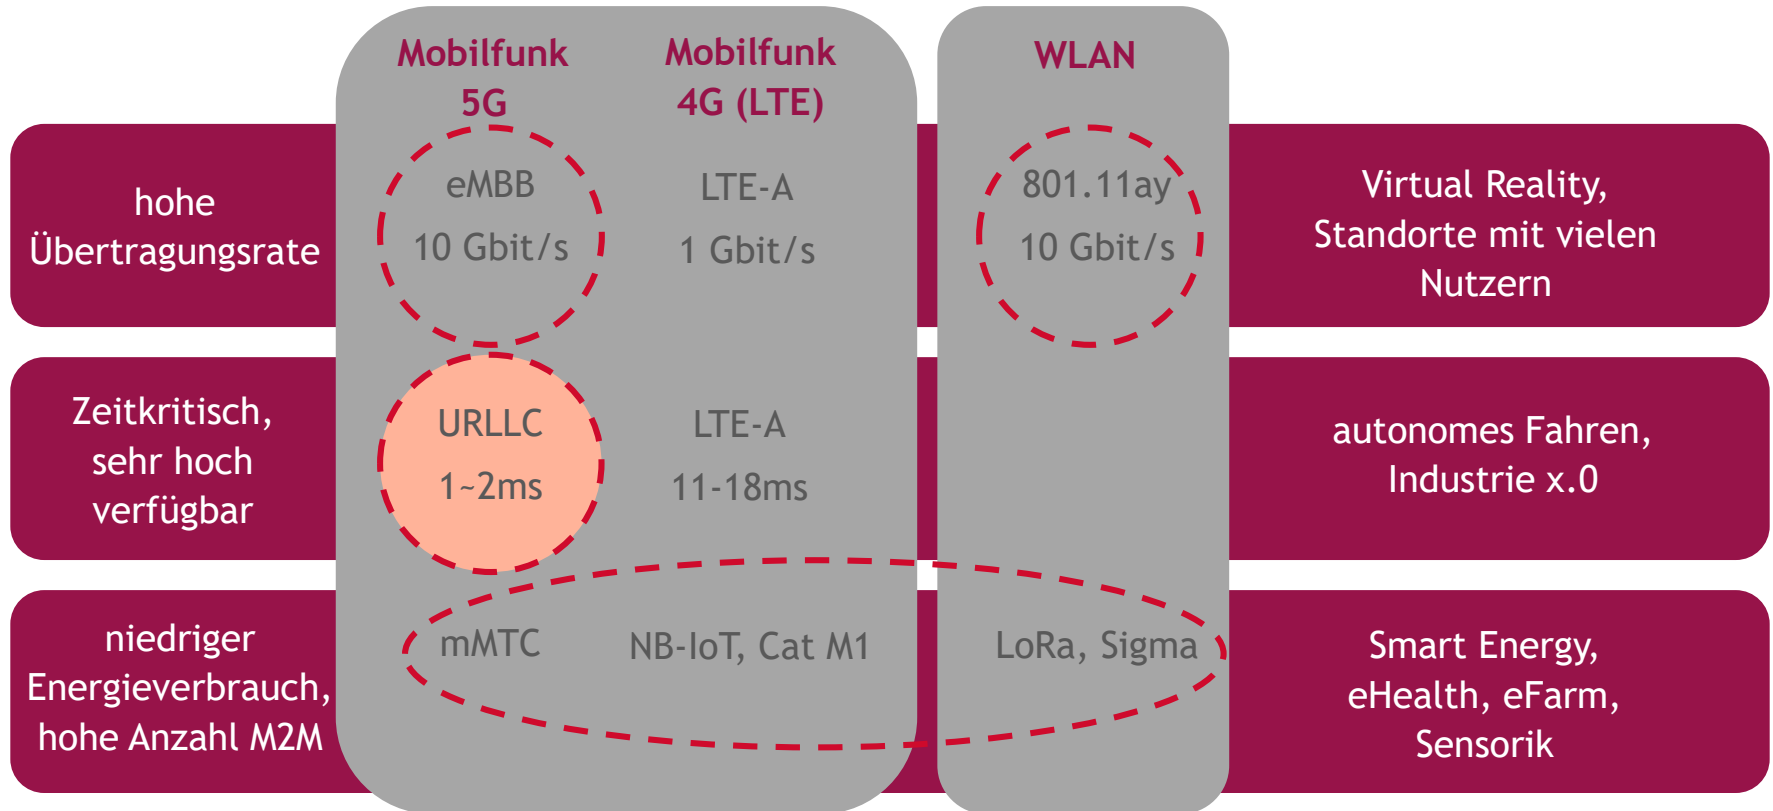 Mobilfunk
5G
Mobilfunk
4G (LTE)
WLAN
hohe
Übertragungsrate
eMBB
10 Gbit/s
LTE-A
1 Gbit/s
801.11ay
10 Gbit/s
Virtual Reality,
Standorte mit vielen
Nutzern
Zeitkritisch,
sehr hoch
verfügbar
URLLC
1~2ms
LTE-A
11-18ms
autonomes Fahren,
Industrie x.0
niedriger
Energieverbrauch,
hohe Anzahl M2M
mMTC
NB-IoT, Cat M1
LoRa, Sigma
Smart Energy,
eHealth, eFarm,
Sensorik